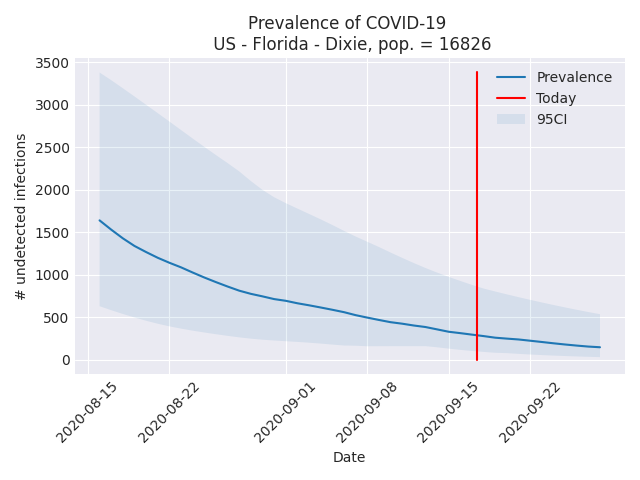 Prevalence of COVID-19
US - Florida - Dixie, pop. = 16826
3500
3000
2500
2000
1500
1000
500
0
# undetected infections
Prevalence
Today
95CI
2020-08-15
2020-08-22
2020-09-01
2020-09-08
2020-09-15
2020-09-22
Date